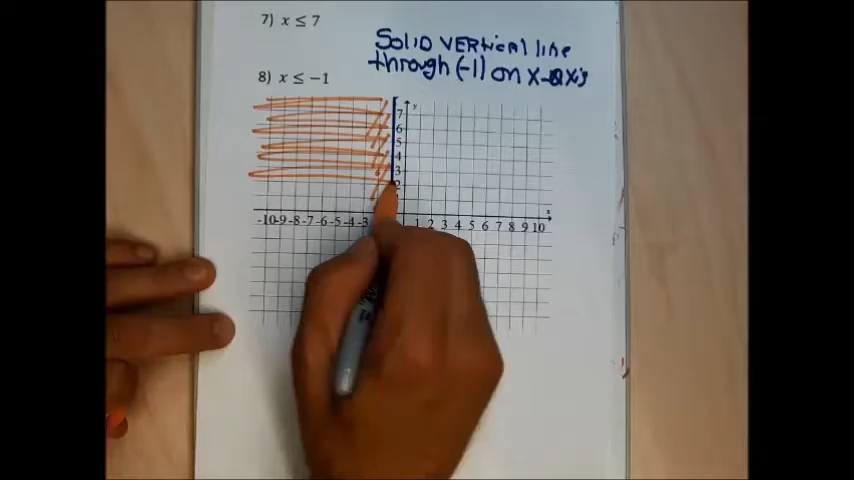 7) x ≤ 7
SOLID VERTICAL line
through (-1) on X-axis
8) x ≤ −1
y
7
6
5
4
3
2
x
-10 -9 -8 -7 -6 -5 -4 -3 1 2 3 4 5 6 7 8 9 10